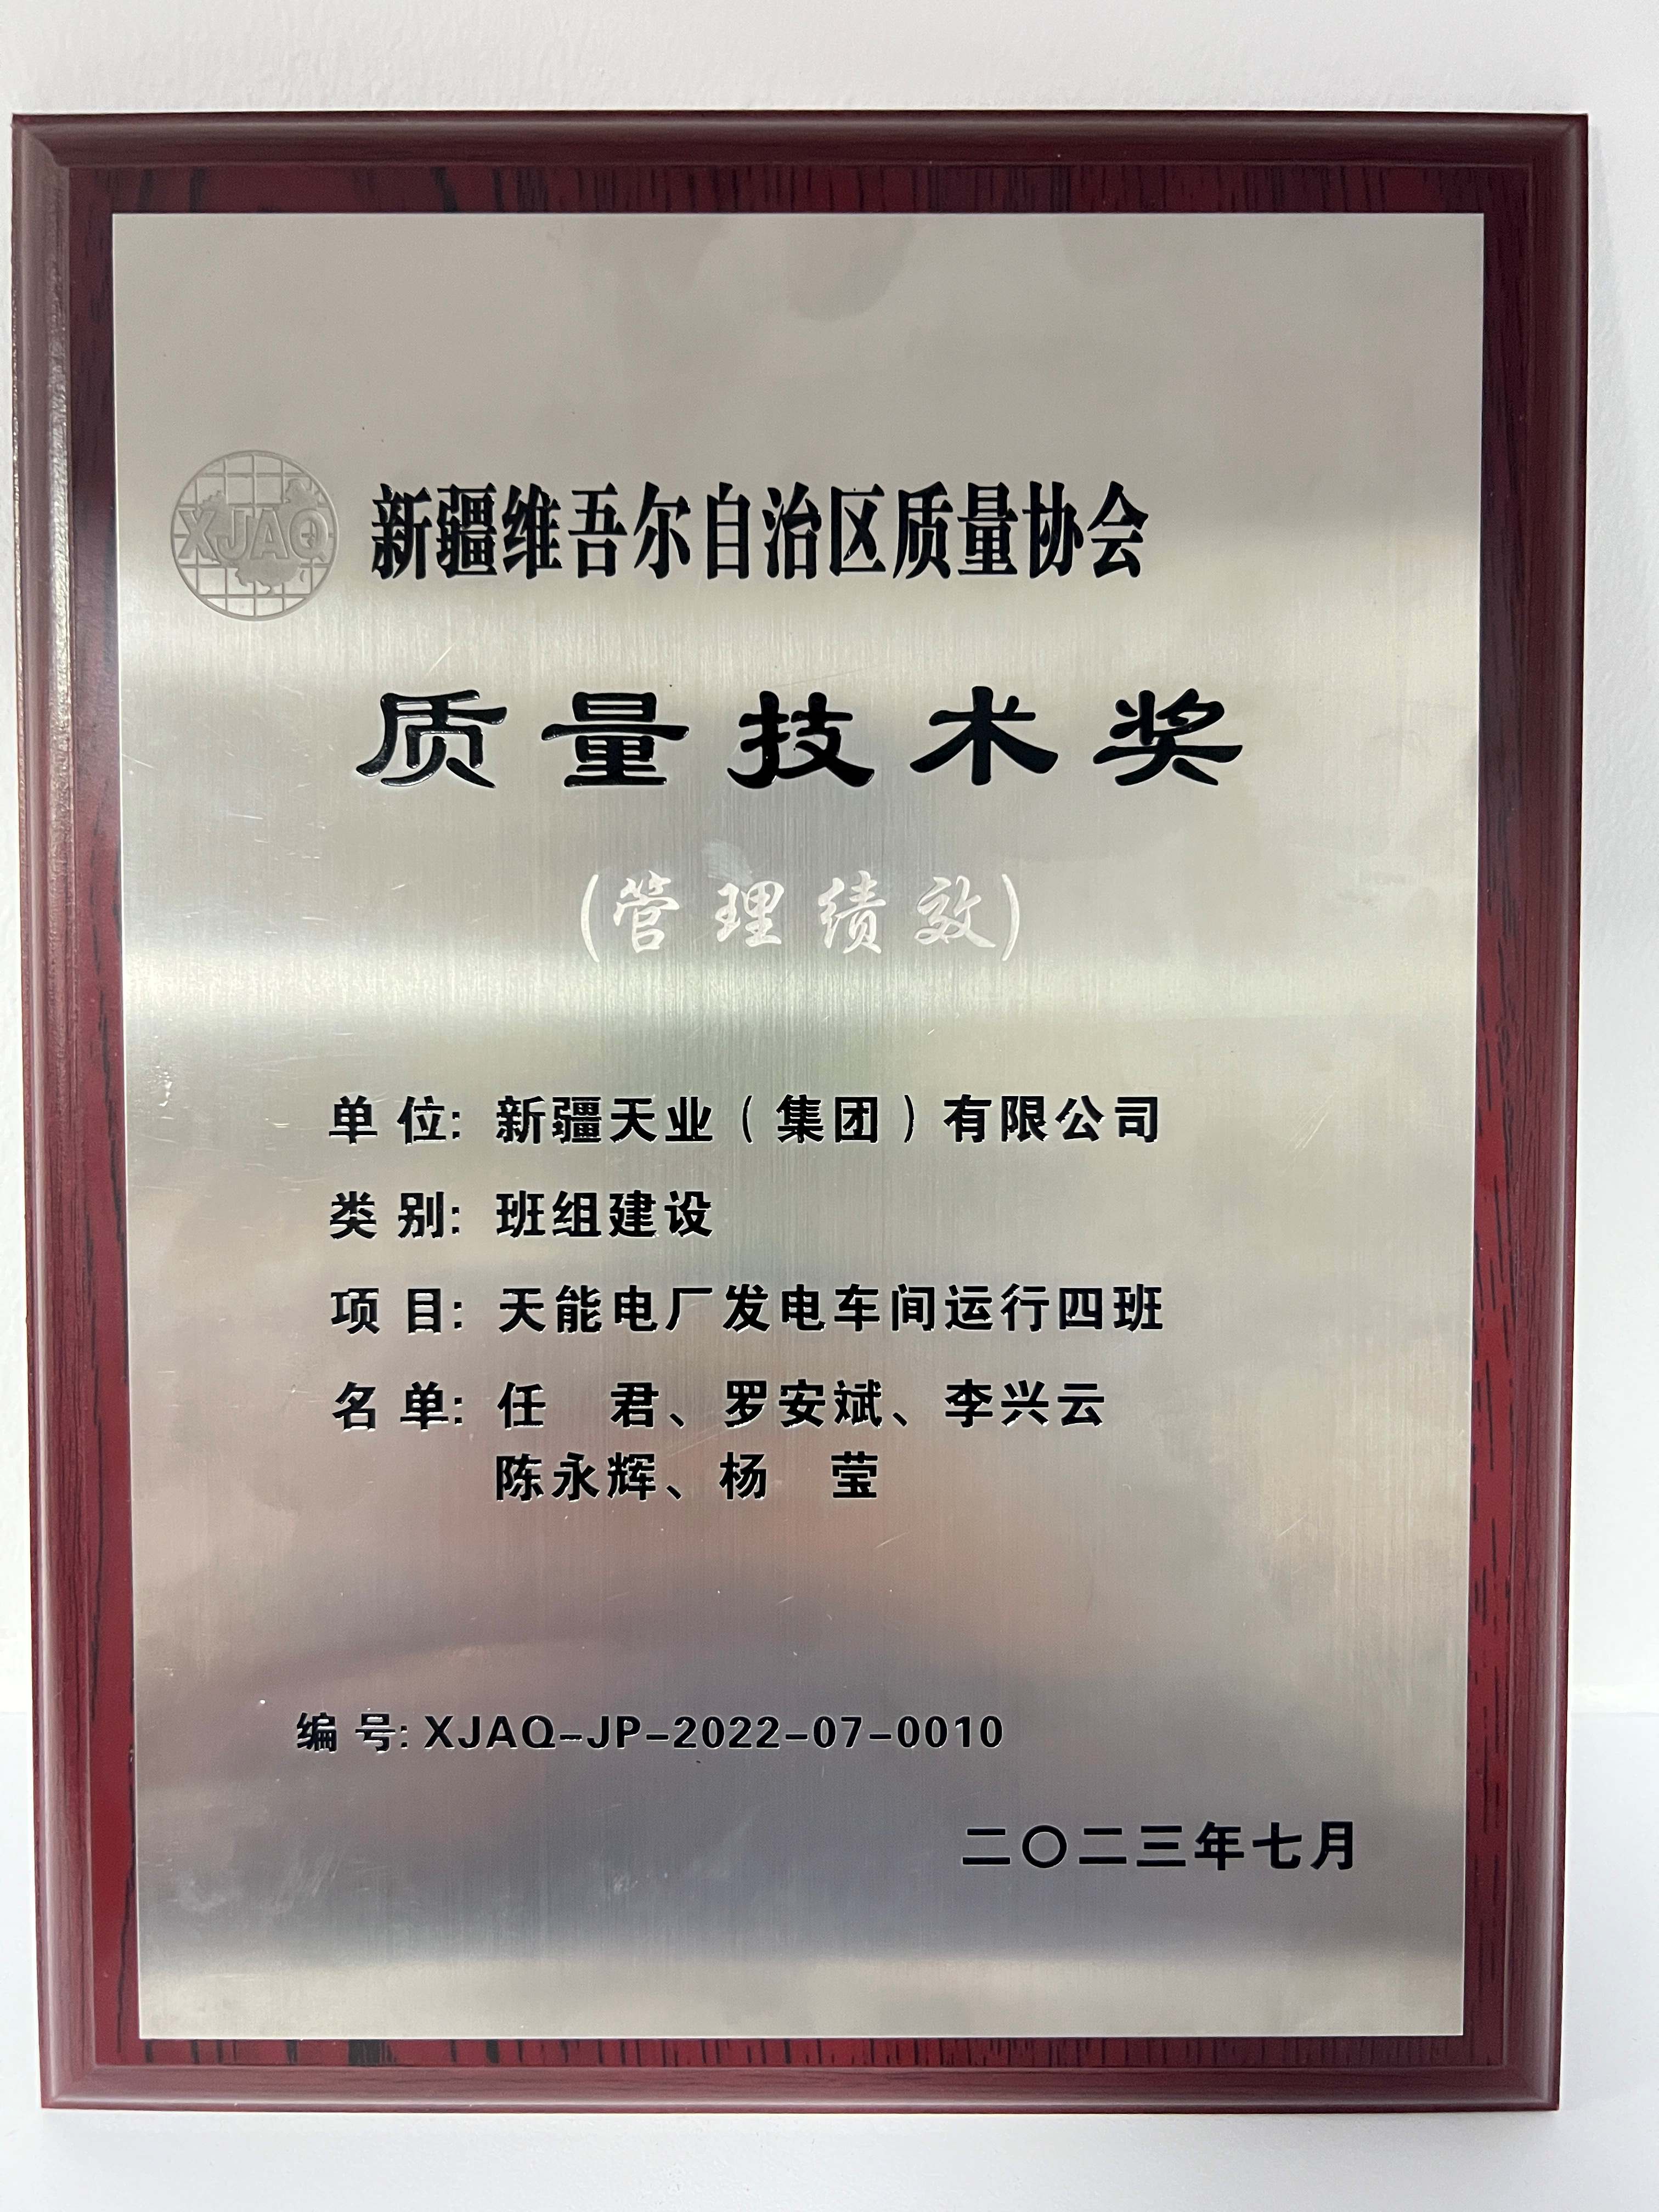 XJAQ
新疆维吾尔自治区质量协会
质量技术奖
(管理绩效)
单 位: 新疆天业(集团)有限公司
类 别: 班组建设
项 目: 天能电厂发电车间运行四班
名 单: 任　君、罗安斌、李兴云
陈永辉、杨　莹
编 号: XJAQ-JP-2022-07-0010
二〇二三年七月